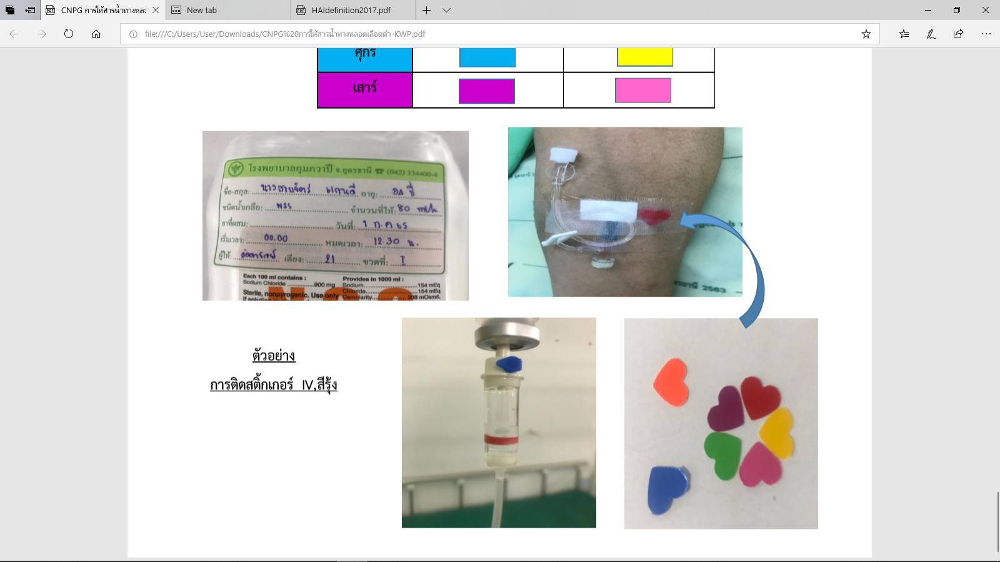 CNPG การให้สารน้ำทางหลอ
New tab
HAIdefinition2017.pdf
file:///C:/Users/User/Downloads/CNPG%20การให้สารน้ำทางหลอดเลือดดำ-KWP.pdf
ศุกร์
เสาร์
โรงพยาบาลกุมภวาปี จ.อุดรธานี ☎ (042) 334400-4
ชื่อ-สกุล: อายุ: ปี
ชนิดน้ำเกลือ: NSS จำนวนที่ให้: 80 ml/h
ยาที่ผสม: วันที่: 1 ก.ค 65
เริ่มเวลา: 00.00 หมดเวลา: 12.30 น.
ผู้ให้: เตียง: 21 ขวดที่: I
Each 100 ml contains :
Sodium Chloride 900 mg
Sterile, nonpyrogenic. Use only
if solution is
Provides in 1000 ml :
Sodium 154 mEq
Chloride 154 mEq
Osmolarity 308 mOsm/L
2563
ตัวอย่าง
การติดสติ้กเกอร์ IV,สีรุ้ง